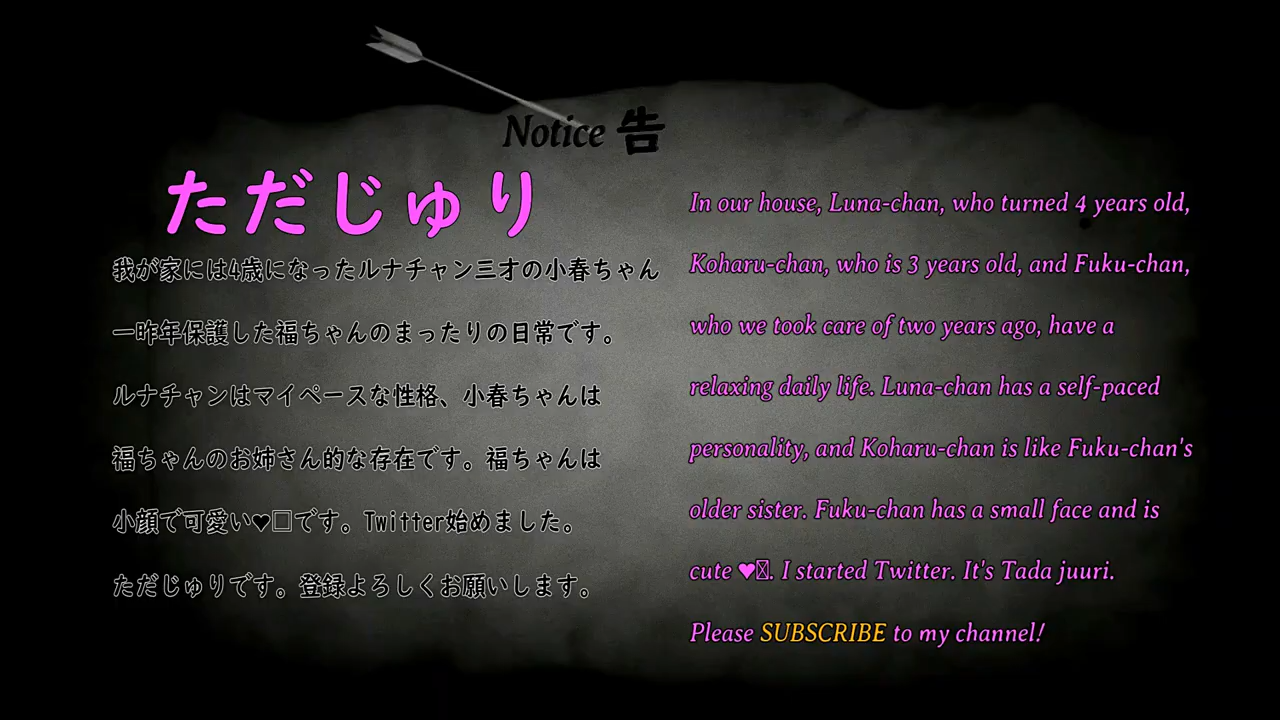 Notice 告
ただじゅり
我が家には4歳になったルナチャン三才の小春ちゃん
一昨年保護した福ちゃんのまったりの日常です。
ルナチャンはマイペースな性格、小春ちゃんは
福ちゃんのお姉さん的な存在です。福ちゃんは
小顔で可愛い❤□です。Twitter始めました。
ただじゅりです。登録よろしくお願いします。
In our house, Luna-chan, who turned 4 years old,
Koharu-chan, who is 3 years old, and Fuku-chan,
who we took care of two years ago, have a
relaxing daily life. Luna-chan has a self-paced
personality, and Koharu-chan is like Fuku-chan's
older sister. Fuku-chan has a small face and is
cute ❤□. I started Twitter. It's Tada juuri.
Please SUBSCRIBE to my channel!